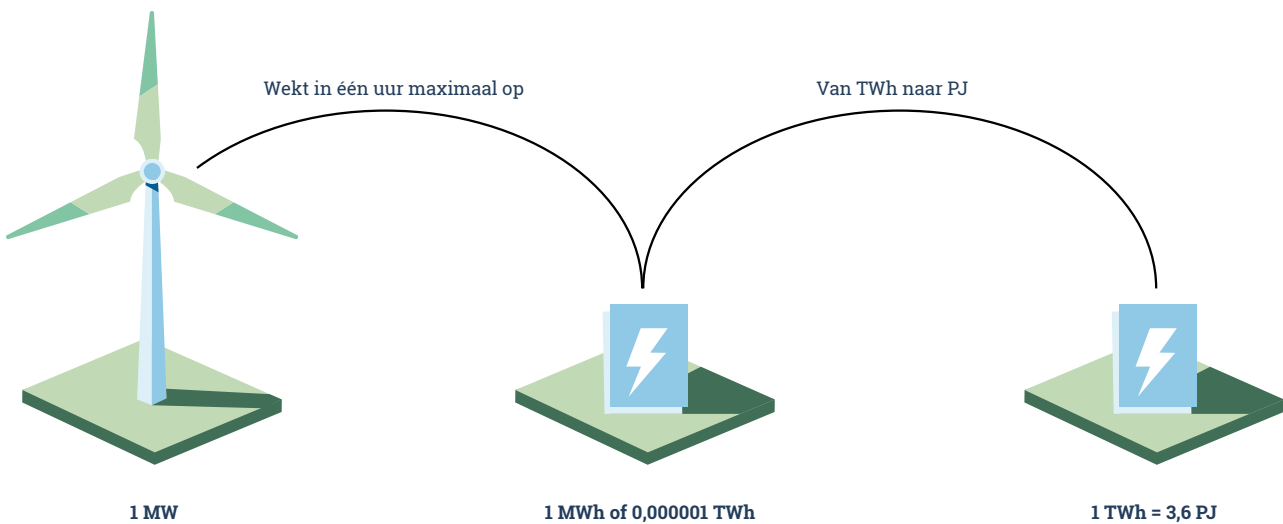 Wekt in één uur maximaal op
Van TWh naar PJ
1 MW
1 MWh of 0,000001 TWh
1 TWh = 3,6 PJ